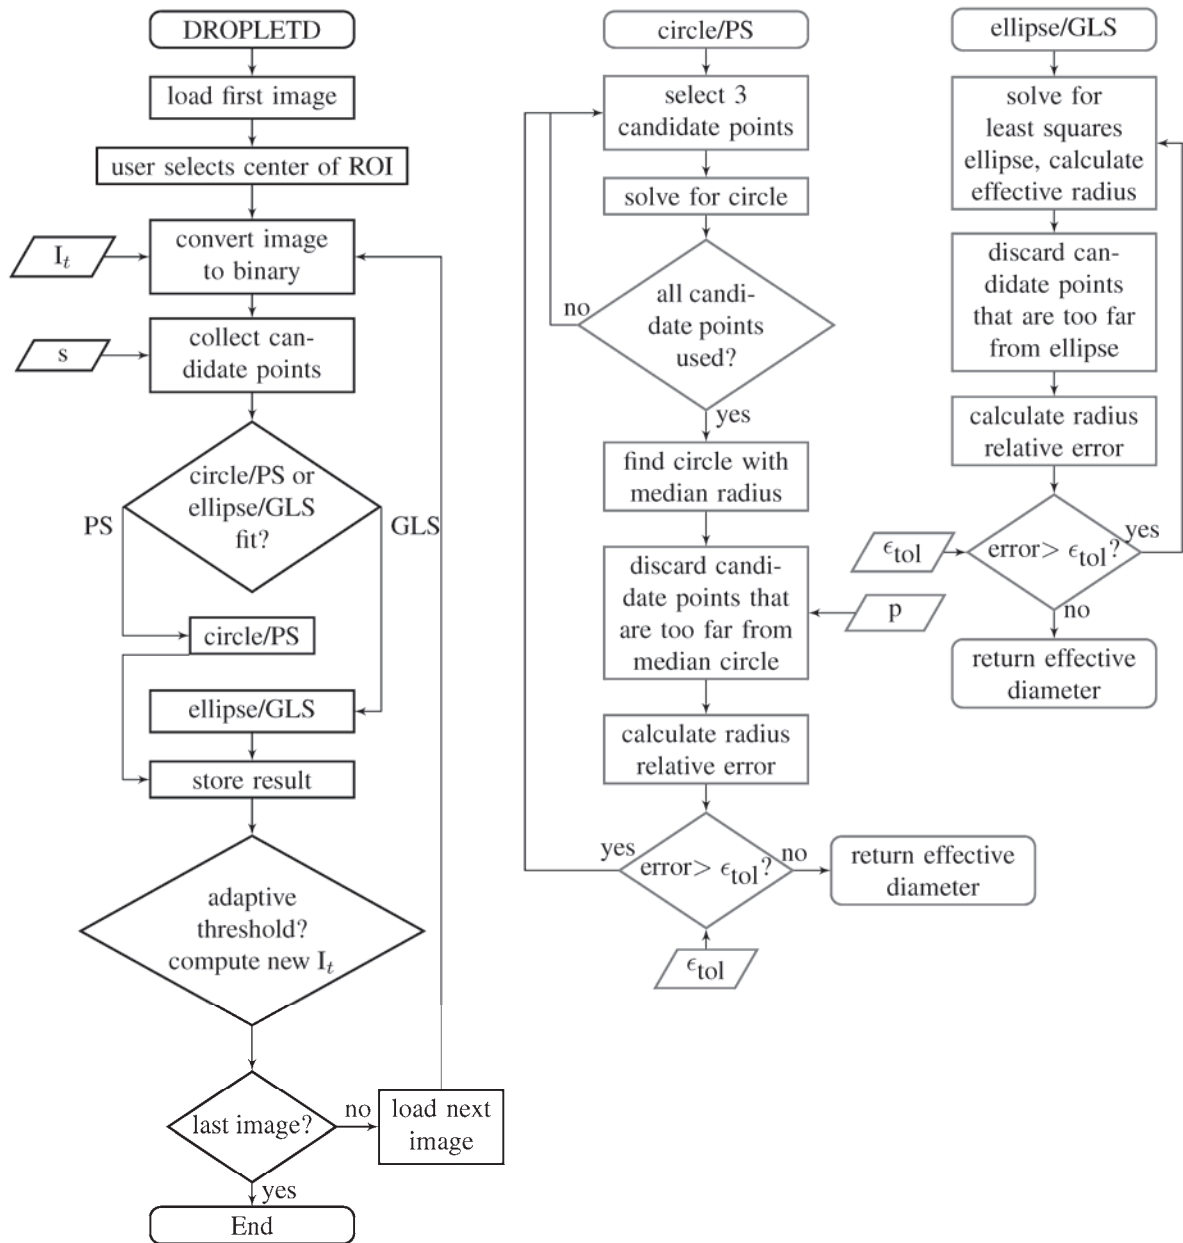 DROPLETD
load first image
user selects center of ROI
I_t
convert image
to binary
s
collect can-
didate points
circle/PS or
ellipse/GLS
fit?
PS
GLS
circle/PS
ellipse/GLS
store result
adaptive
threshold?
compute new I_t
last image?
no
load next
image
yes
End
circle/PS
select 3
candidate points
solve for circle
no
all candi-
date points
used?
yes
find circle with
median radius
discard candi-
date points that
are too far from
median circle
p
calculate radius
relative error
yes
error> ϵ_tol?
no
return effective
diameter
ϵ_tol
ellipse/GLS
solve for
least squares
ellipse, calculate
effective radius
discard can-
didate points
that are too far
from ellipse
calculate radius
relative error
ϵ_tol
error> ϵ_tol?
yes
no
return effective
diameter